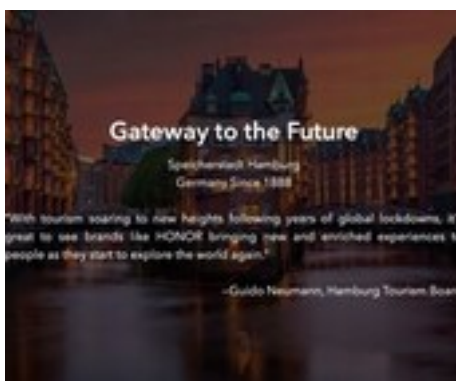 Gateway to the Future
Speicherstadt Hamburg
Germany Since 1888
"With tourism soaring to new heights following years of global lockdowns, it'
great to see brands like HONOR bringing new and enriched experiences t
people as they start to explore the world again."
–Guido Neumann, Hamburg Tourism Boar